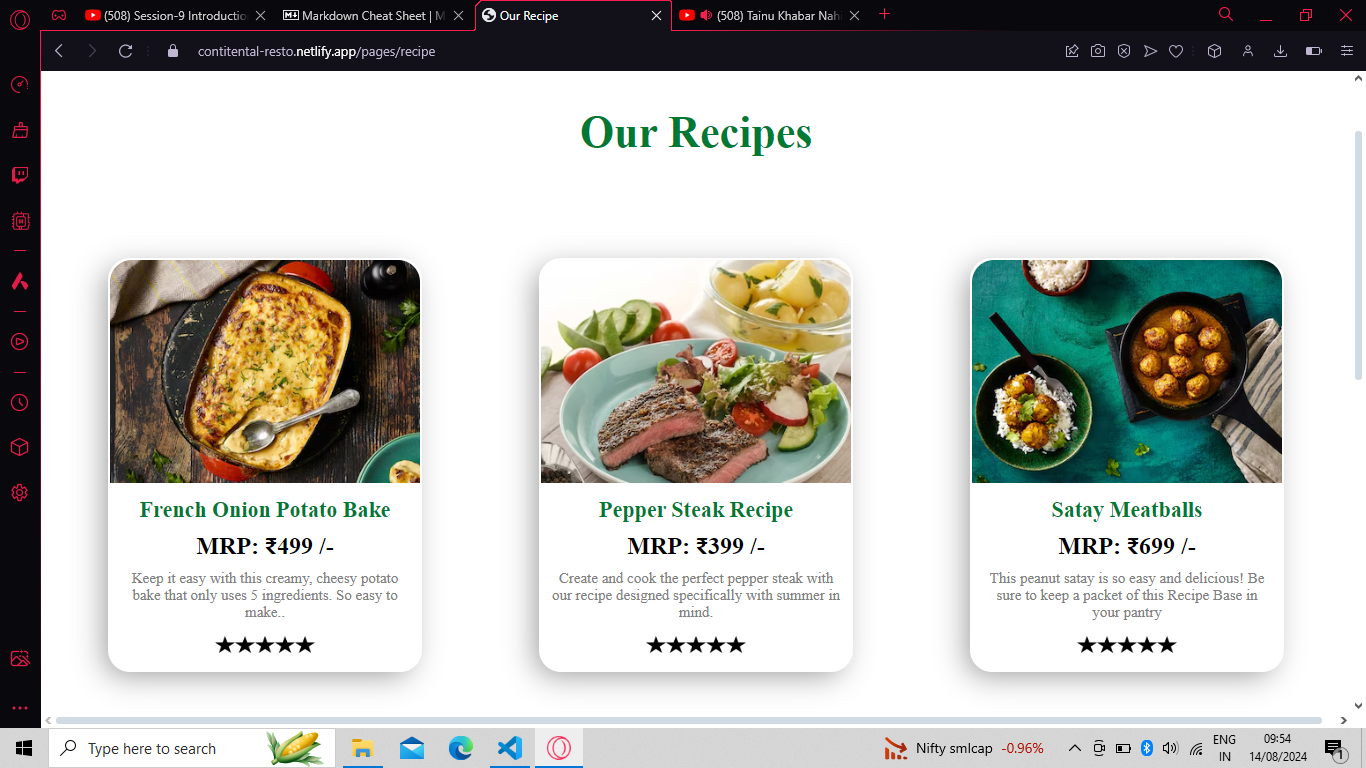 (508) Session-9 Introduction
Markdown Cheat Sheet | M
Our Recipe
(508) Tainu Khabar Nahi
contitental-resto.netlify.app/pages/recipe
Our Recipes
French Onion Potato Bake
MRP: ₹499 /-
Keep it easy with this creamy, cheesy potato
bake that only uses 5 ingredients. So easy to
make..
★★★★★
Pepper Steak Recipe
MRP: ₹399 /-
Create and cook the perfect pepper steak with
our recipe designed specifically with summer in
mind.
★★★★★
Satay Meatballs
MRP: ₹699 /-
This peanut satay is so easy and delicious! Be
sure to keep a packet of this Recipe Base in
your pantry
★★★★★
Type here to search
Nifty smlcap -0.96%
ENG
IN
09:54
14/08/2024
1